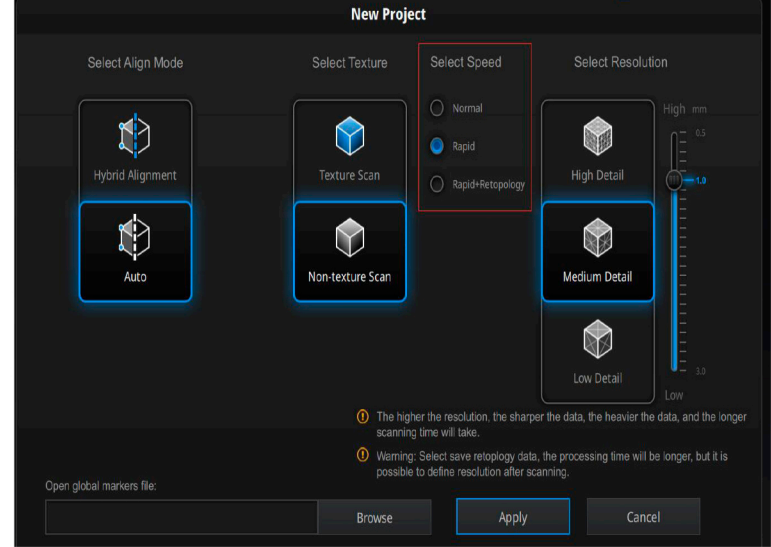 New Project
Select Align Mode
Select Texture
Select Speed
Select Resolution
Hybrid Alignment
Auto
Texture Scan
Non-texture Scan
Normal
Rapid
Rapid+Retopology
High Detail
Medium Detail
Low Detail
High mm
0.5
1.0
3.0
Low
The higher the resolution, the sharper the data, the heavier the data, and the longer
scanning time will take.
Warning: Select save retoplogy data, the processing time will be longer, but it is
possible to define resolution after scanning.
Open global markers file:
Browse
Apply
Cancel